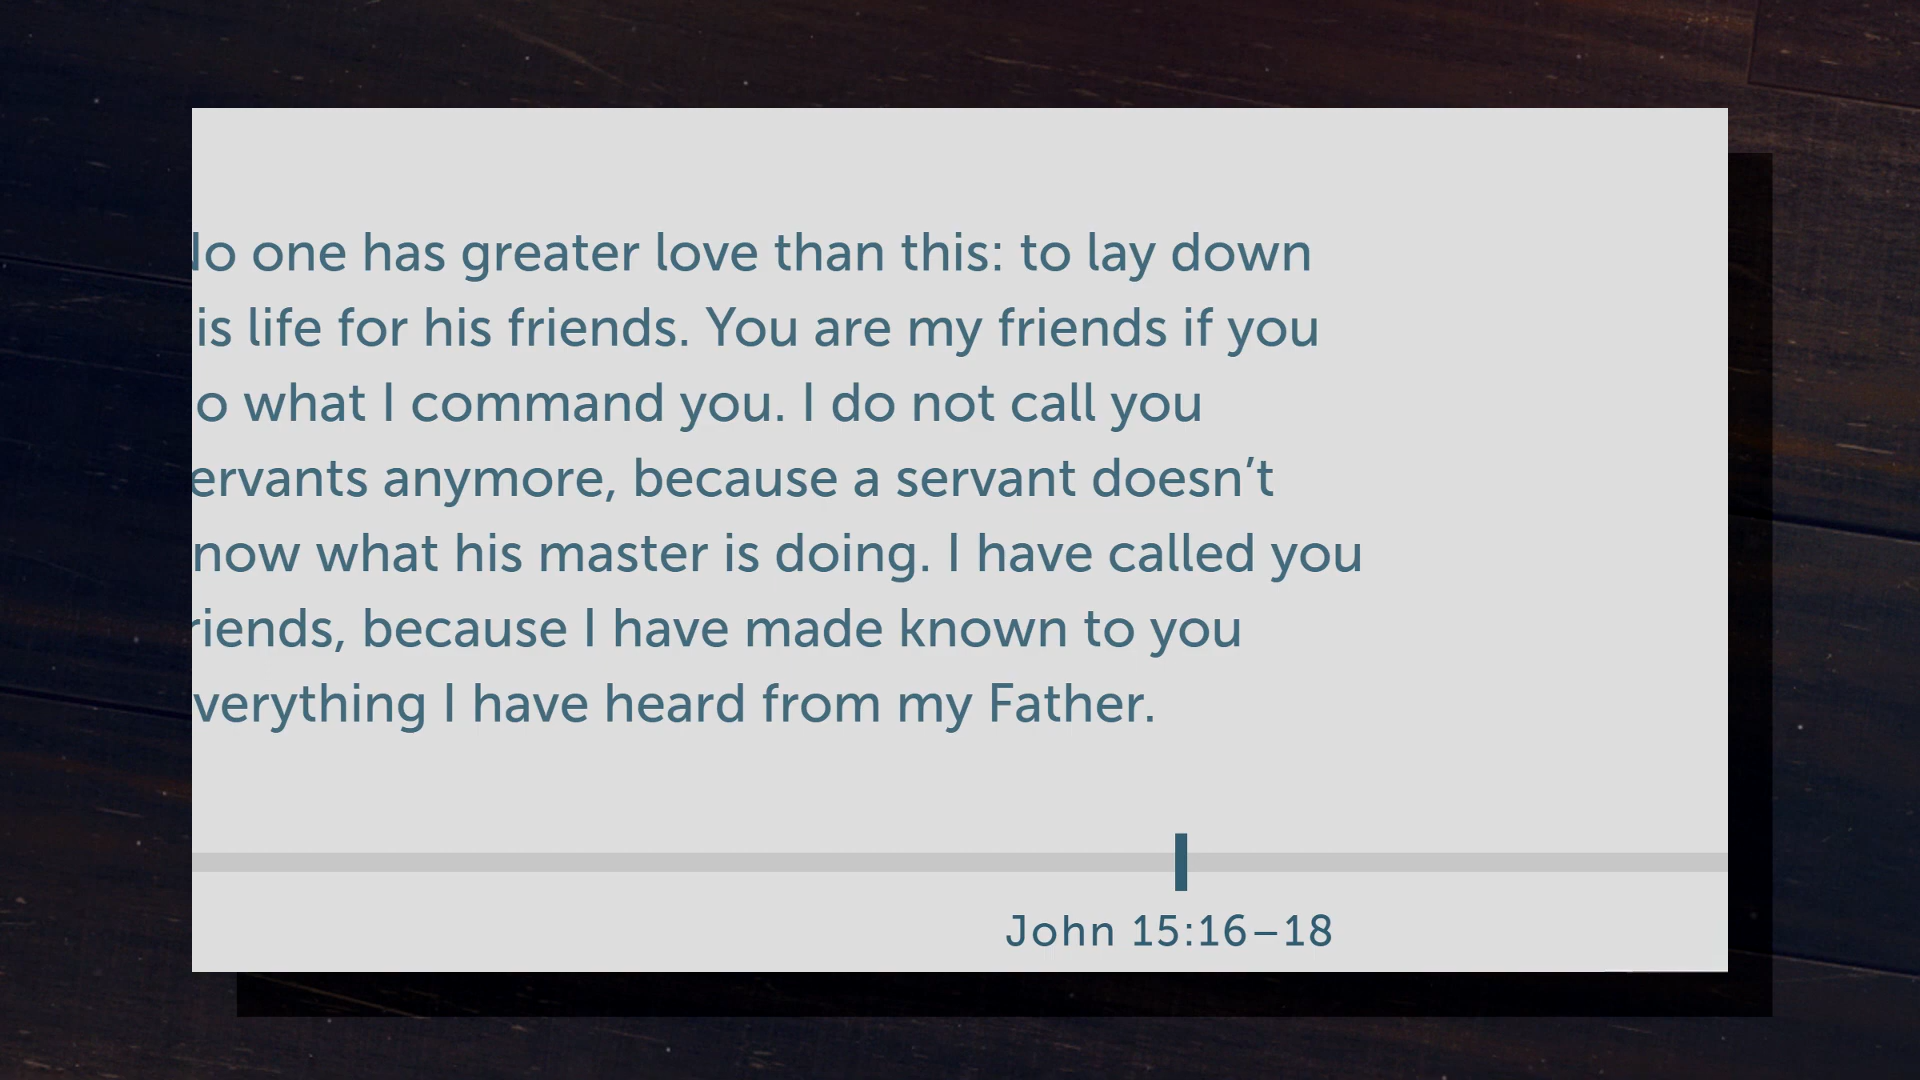 No one has greater love than this: to lay down
is life for his friends. You are my friends if you
o what I command you. I do not call you
ervants anymore, because a servant doesn’t
now what his master is doing. I have called you
riends, because I have made known to you
verything I have heard from my Father.
John 15:16–18